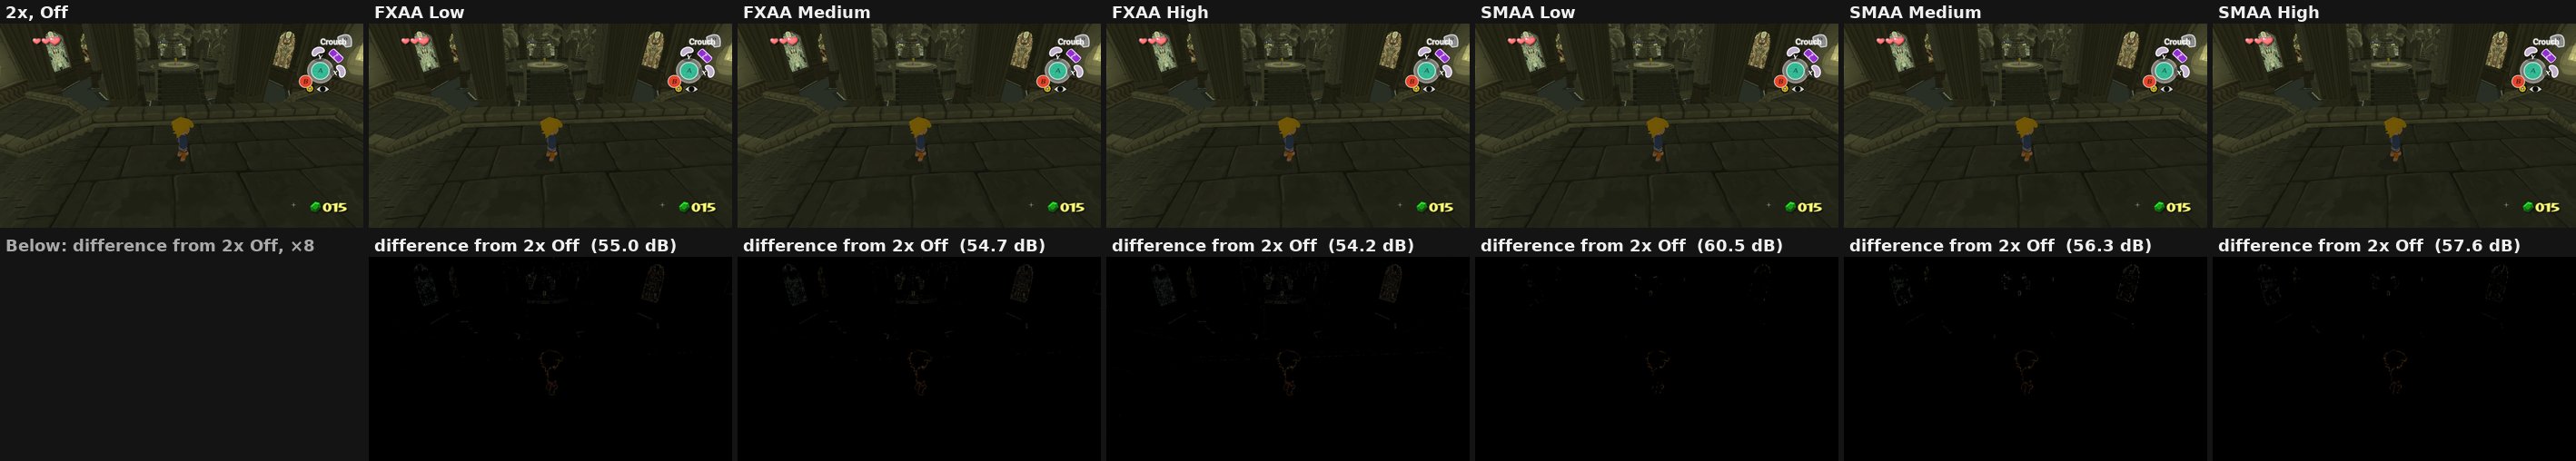 2x, Off
FXAA Low
FXAA Medium
FXAA High
SMAA Low
SMAA Medium
SMAA High
Crouch
A
B
015
Crouch
A
B
015
Crouch
A
B
015
Crouch
A
B
015
Crouch
A
B
015
Crouch
A
B
015
Crouch
A
B
015
Below: difference from 2x Off, ×8
difference from 2x Off (55.0 dB)
difference from 2x Off (54.7 dB)
difference from 2x Off (54.2 dB)
difference from 2x Off (60.5 dB)
difference from 2x Off (56.3 dB)
difference from 2x Off (57.6 dB)